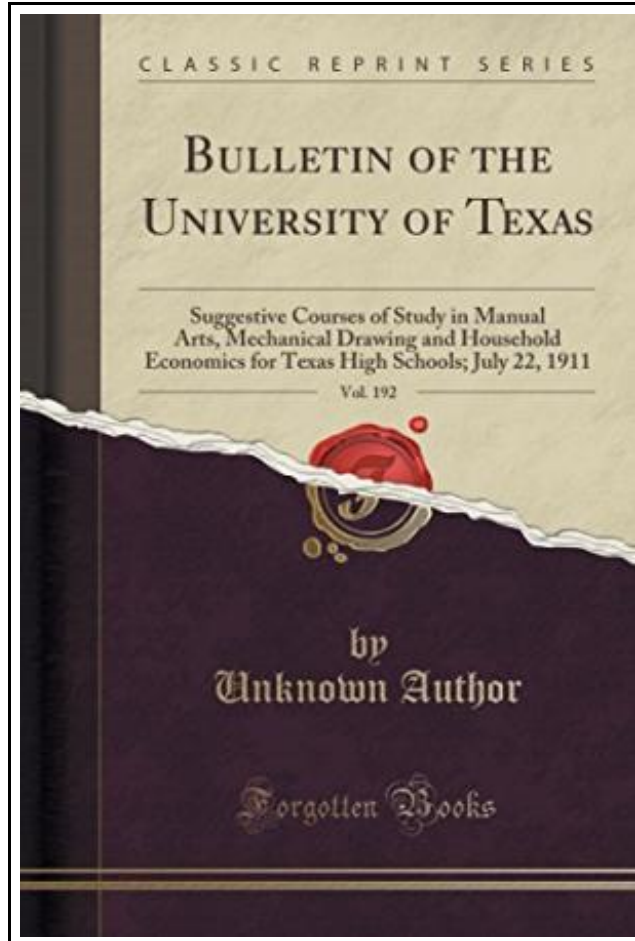 CLASSIC REPRINT SERIES
BULLETIN OF THE
UNIVERSITY OF TEXAS
Suggestive Courses of Study in Manual
Arts, Mechanical Drawing and Household
Economics for Texas High Schools; July 22, 1911
Vol. 192
by
Unknown Author
Forgotten Books